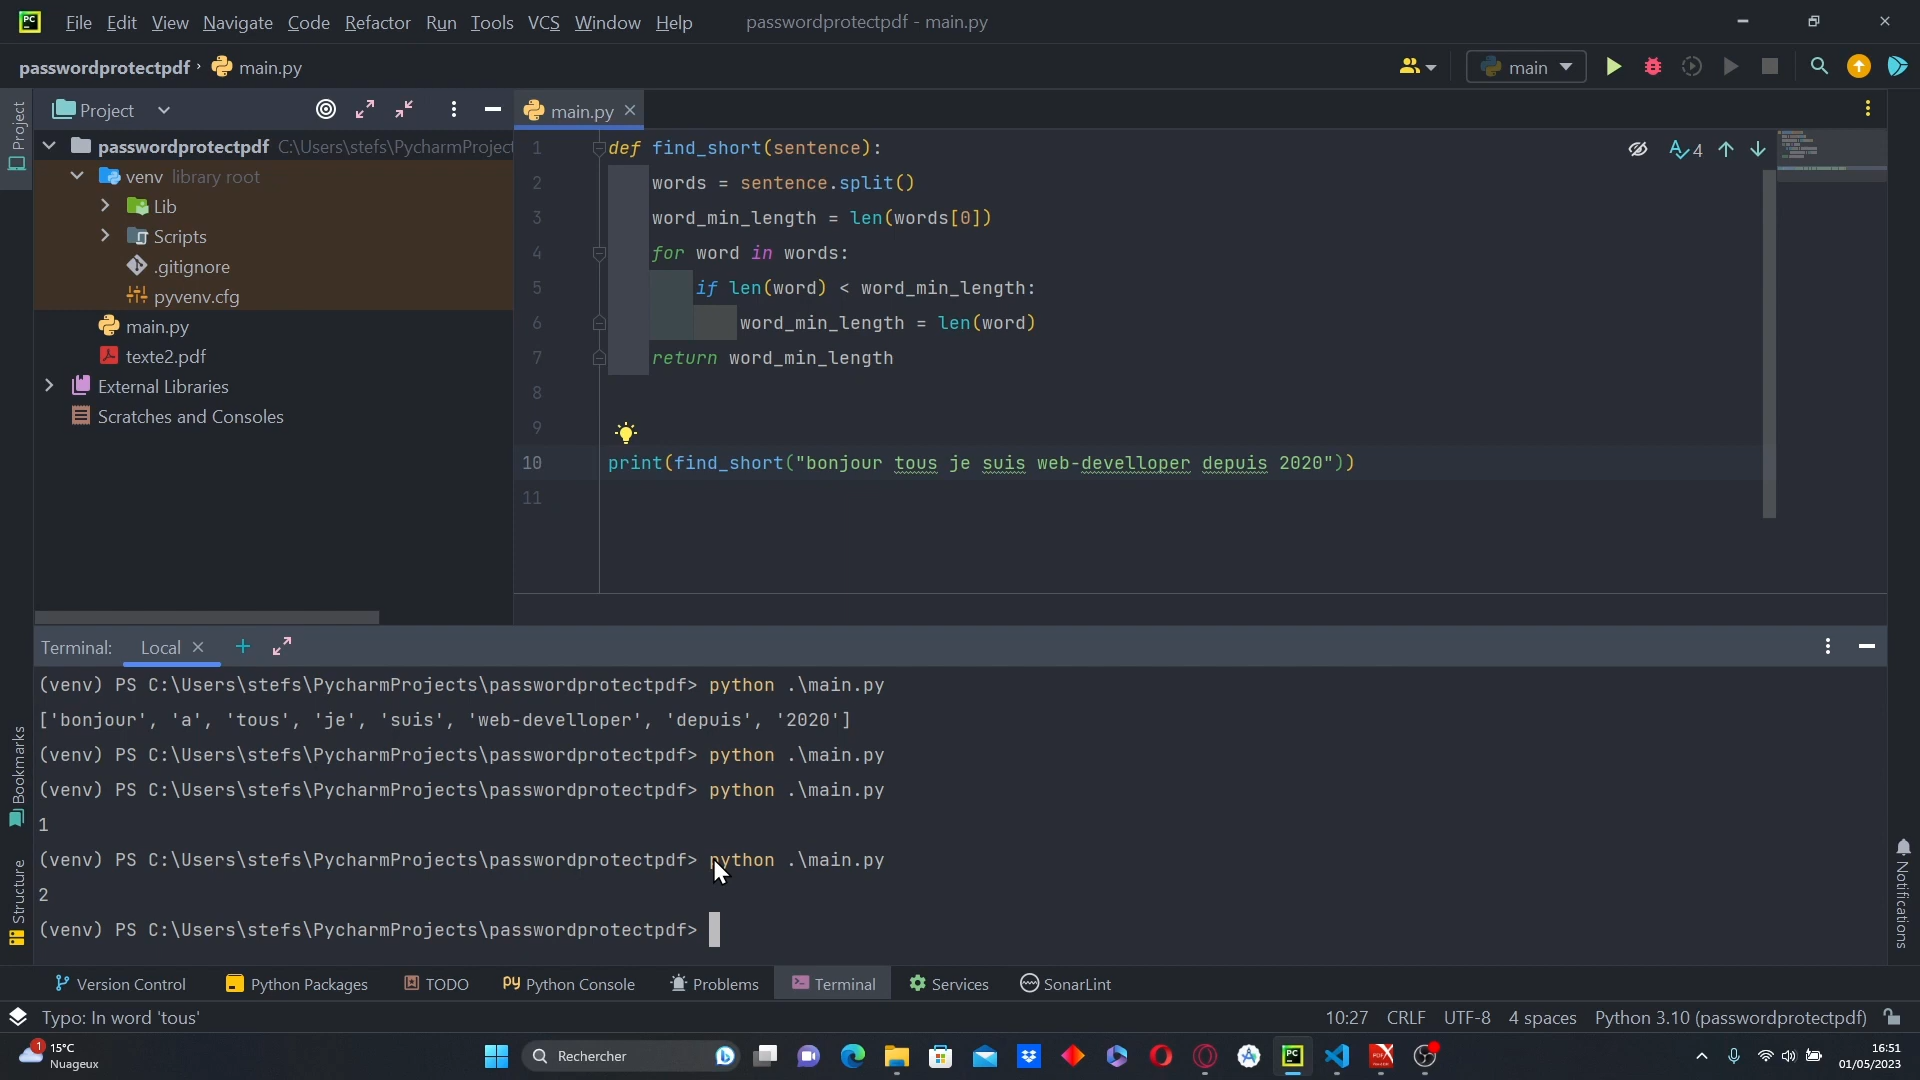 File Edit View Navigate Code Refactor Run Tools VCS Window Help passwordprotectpdf - main.py
passwordprotectpdf › main.py main
Project main.py
passwordprotectpdf C:\Users\stefs\PycharmProject
venv library root
Lib
Scripts
.gitignore
pyvenv.cfg
main.py
texte2.pdf
External Libraries
Scratches and Consoles
Project
Bookmarks
Structure
Notifications
4
1 def find_short(sentence):
2 words = sentence.split()
3 word_min_length = len(words[0])
4 for word in words:
5 if len(word) < word_min_length:
6 word_min_length = len(word)
7 return word_min_length
8
9
10 print(find_short("bonjour tous je suis web-develloper depuis 2020"))
11
Terminal: Local
(venv) PS C:\Users\stefs\PycharmProjects\passwordprotectpdf> python .\main.py
['bonjour', 'a', 'tous', 'je', 'suis', 'web-develloper', 'depuis', '2020']
(venv) PS C:\Users\stefs\PycharmProjects\passwordprotectpdf> python .\main.py
(venv) PS C:\Users\stefs\PycharmProjects\passwordprotectpdf> python .\main.py
1
(venv) PS C:\Users\stefs\PycharmProjects\passwordprotectpdf> python .\main.py
2
(venv) PS C:\Users\stefs\PycharmProjects\passwordprotectpdf>
Version Control Python Packages TODO Python Console Problems Terminal Services SonarLint
Typo: In word 'tous' 10:27 CRLF UTF-8 4 spaces Python 3.10 (passwordprotectpdf)
1 15°C
Nuageux
Rechercher
16:51
01/05/2023